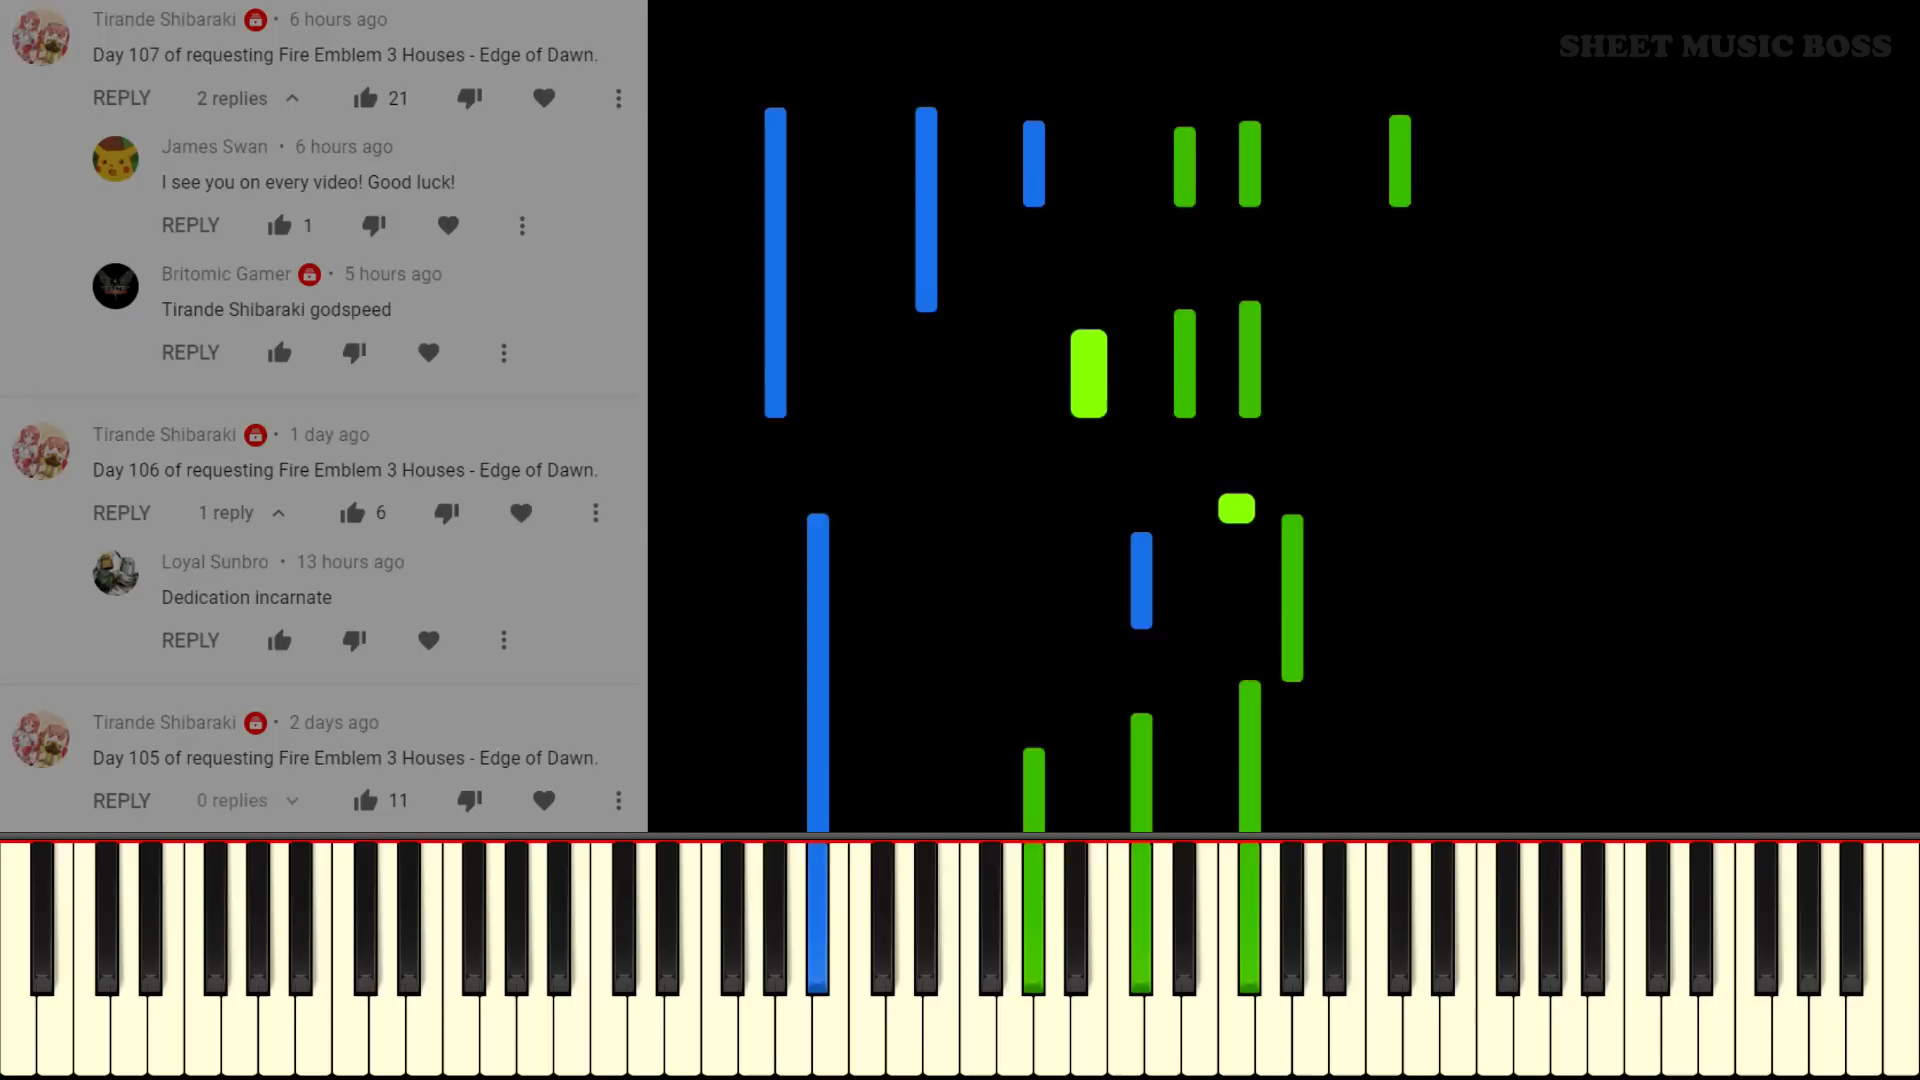 Tirande Shibaraki • 6 hours ago
Day 107 of requesting Fire Emblem 3 Houses - Edge of Dawn.
REPLY 2 replies 21
James Swan • 6 hours ago
I see you on every video! Good luck!
REPLY 1
Britomic Gamer • 5 hours ago
Tirande Shibaraki godspeed
REPLY
Tirande Shibaraki • 1 day ago
Day 106 of requesting Fire Emblem 3 Houses - Edge of Dawn.
REPLY 1 reply 6
Loyal Sunbro • 13 hours ago
Dedication incarnate
REPLY
Tirande Shibaraki • 2 days ago
Day 105 of requesting Fire Emblem 3 Houses - Edge of Dawn.
REPLY 0 replies 11
SHEET MUSIC BOSS